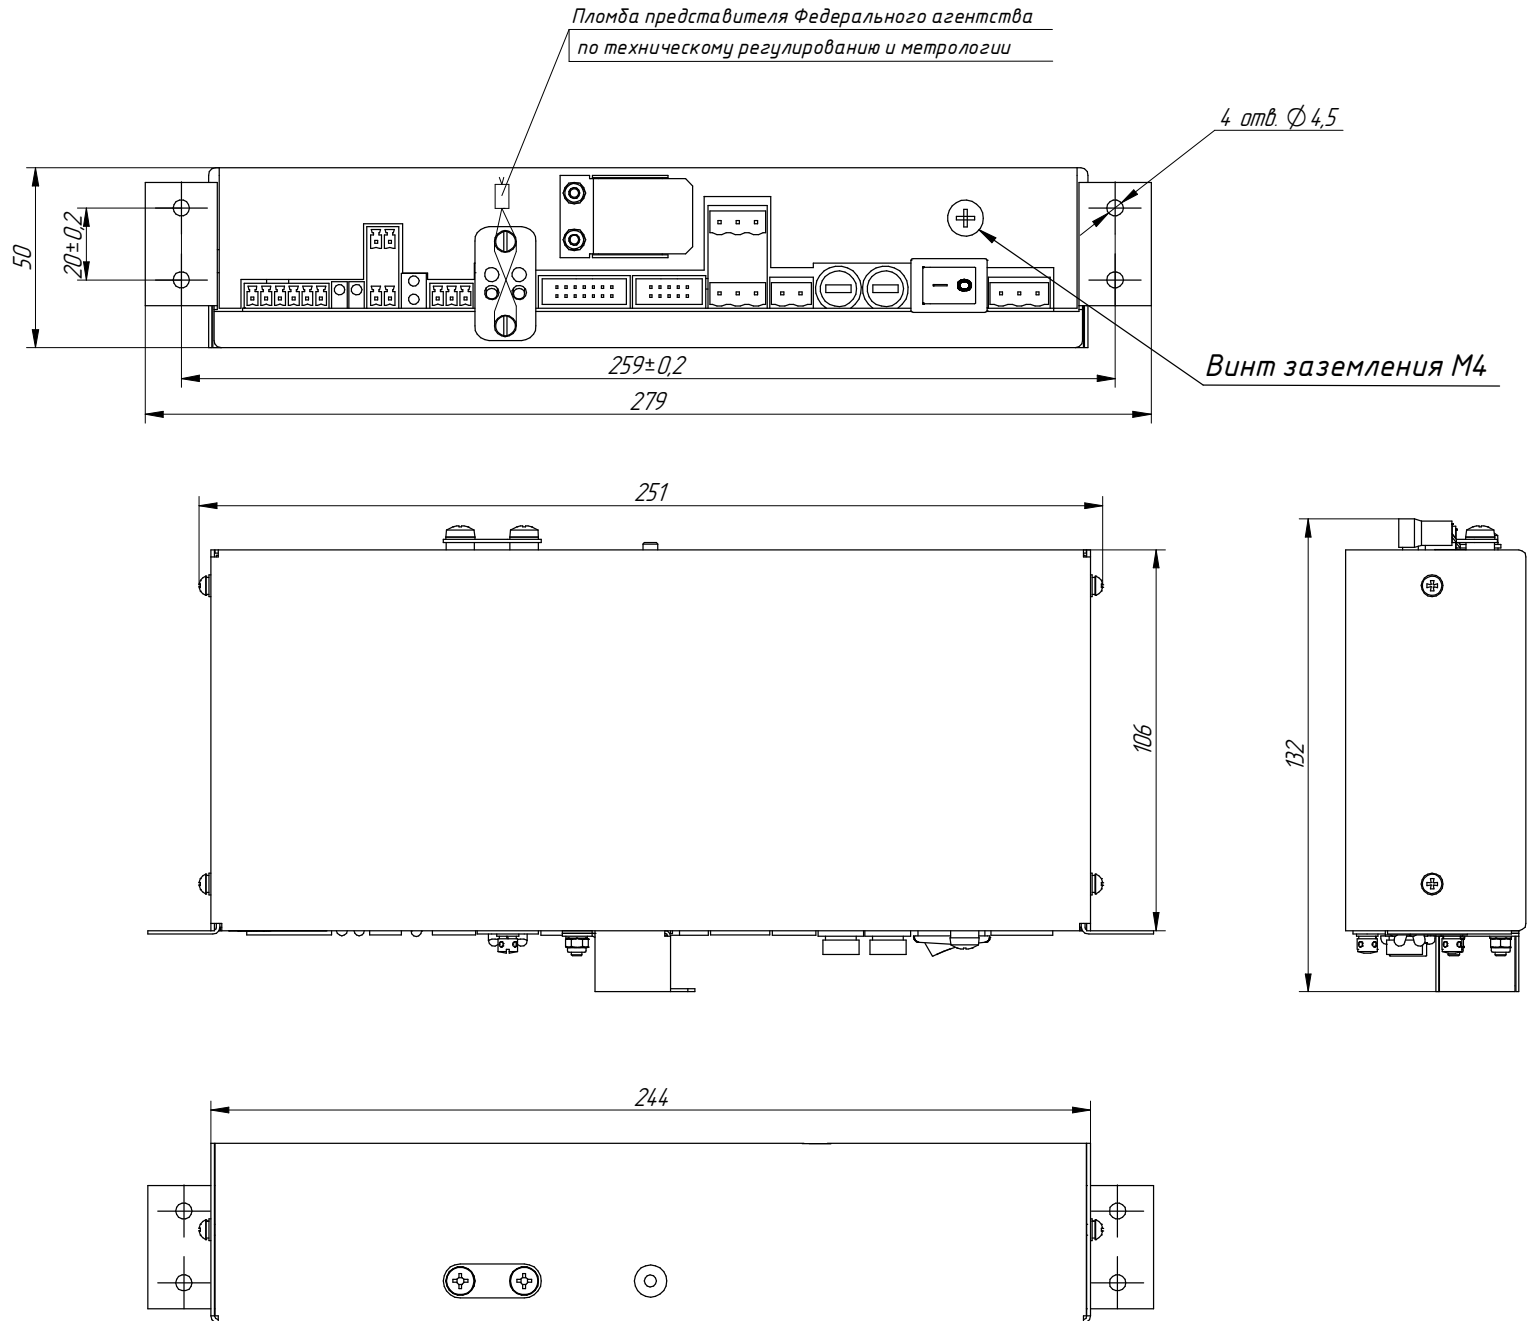 Пломба представителя Федерального агентства
по техническому регулированию и метрологии
4 отв. ∅ 4,5
50
20±0,2
259±0,2
Винт заземления М4
279
251
106
132
244